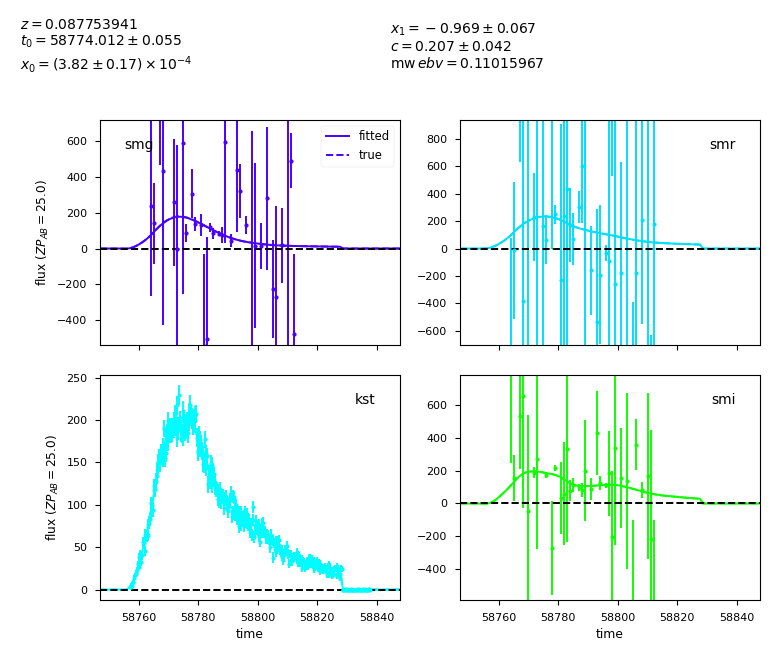 z = 0.087753941
t₀ = 58774.012 ± 0.055
x₀ = (3.82 ± 0.17) × 10⁻⁴
x₁ = −0.969 ± 0.067
c = 0.207 ± 0.042
mw ebv = 0.11015967
smg
fitted
true
600
400
200
0
−200
−400
flux (ZP_AB = 25.0)
smr
800
600
400
200
0
−200
−400
−600
kst
250
200
150
100
50
0
flux (ZP_AB = 25.0)
58760 58780 58800 58820 58840
time
smi
600
400
200
0
−200
−400
58760 58780 58800 58820 58840
time